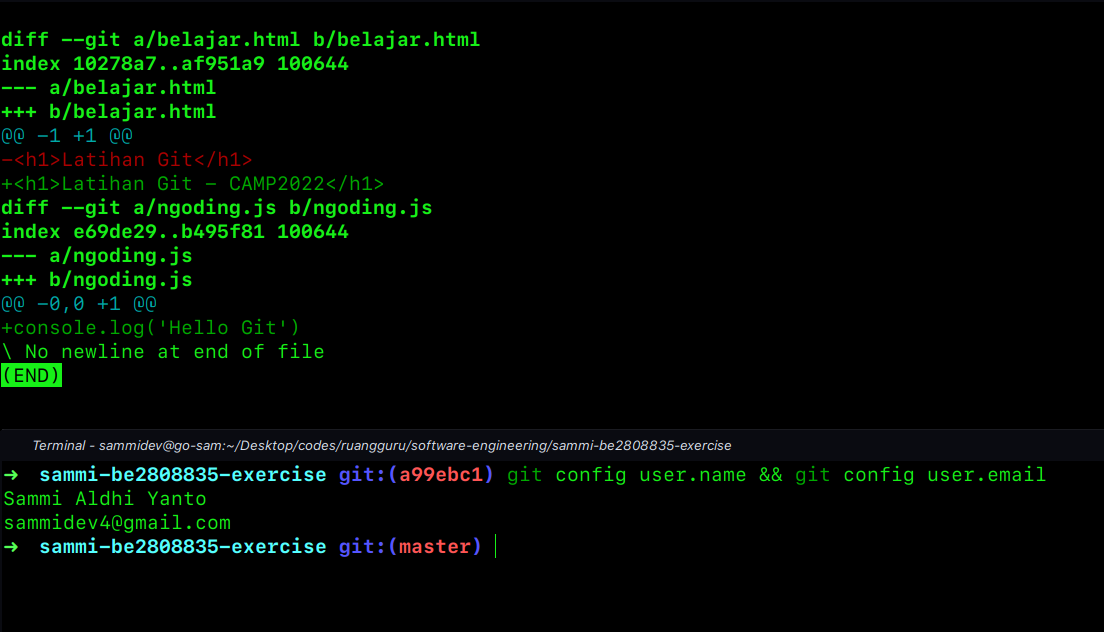 diff --git a/belajar.html b/belajar.html
index 10278a7..af951a9 100644
--- a/belajar.html
+++ b/belajar.html
@@ -1 +1 @@
-<h1>Latihan Git</h1>
+<h1>Latihan Git - CAMP2022</h1>
diff --git a/ngoding.js b/ngoding.js
index e69de29..b495f81 100644
--- a/ngoding.js
+++ b/ngoding.js
@@ -0,0 +1 @@
+console.log('Hello Git')
\ No newline at end of file
(END)
Terminal - sammidev@go-sam:~/Desktop/codes/ruangguru/software-engineering/sammi-be2808835-exercise
➜ sammi-be2808835-exercise git:(a99ebc1) git config user.name && git config user.email
Sammi Aldhi Yanto
sammidev4@gmail.com
➜ sammi-be2808835-exercise git:(master)